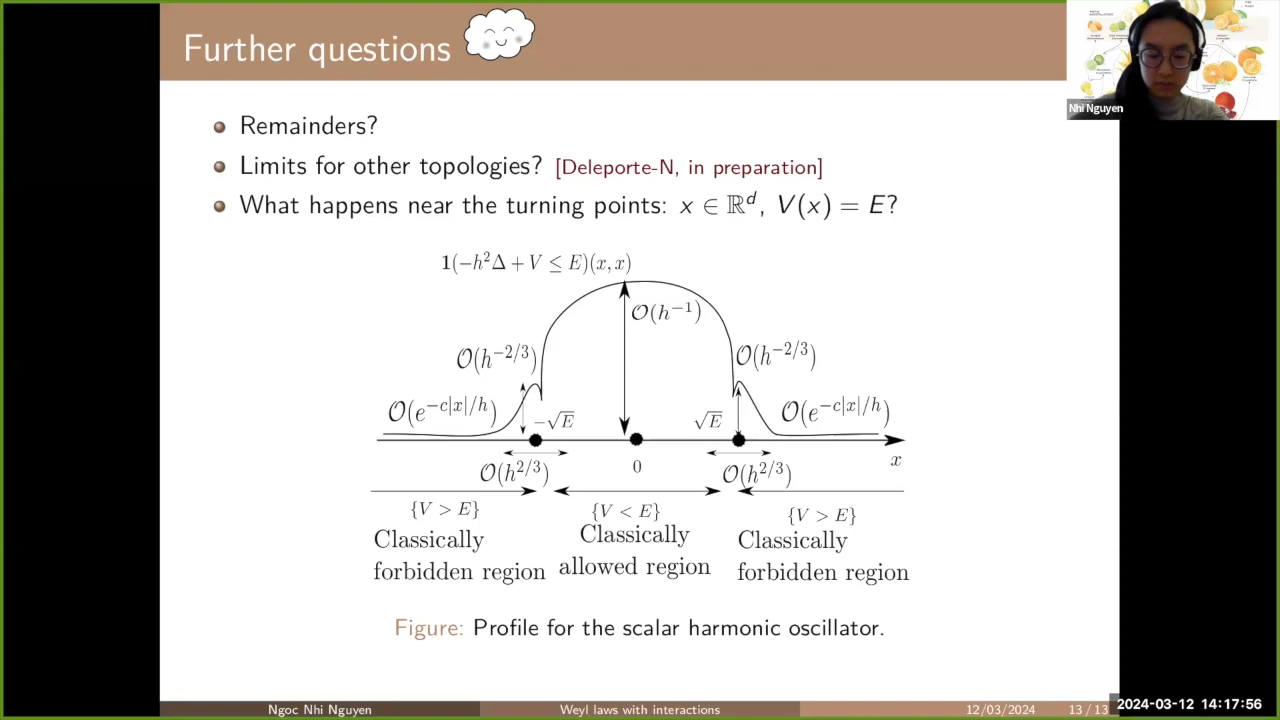 Further questions
Nhi Nguyen
Remainders?
Limits for other topologies? [Deleporte-N, in preparation]
What happens near the turning points: x ∈ ℝ^d, V(x) = E?
1(−h²Δ + V ≤ E)(x, x)
O(h^{−1})
O(h^{−2/3}) O(h^{−2/3})
O(e^{−c|x|/h}) O(e^{−c|x|/h})
−√E √E
O(h^{2/3}) 0 O(h^{2/3}) x
{V > E} {V < E} {V > E}
Classically Classically Classically
forbidden region allowed region forbidden region
Figure: Profile for the scalar harmonic oscillator.
Ngoc Nhi Nguyen Weyl laws with interactions 12/03/2024 13 / 13
2024-03-12 14:17:56